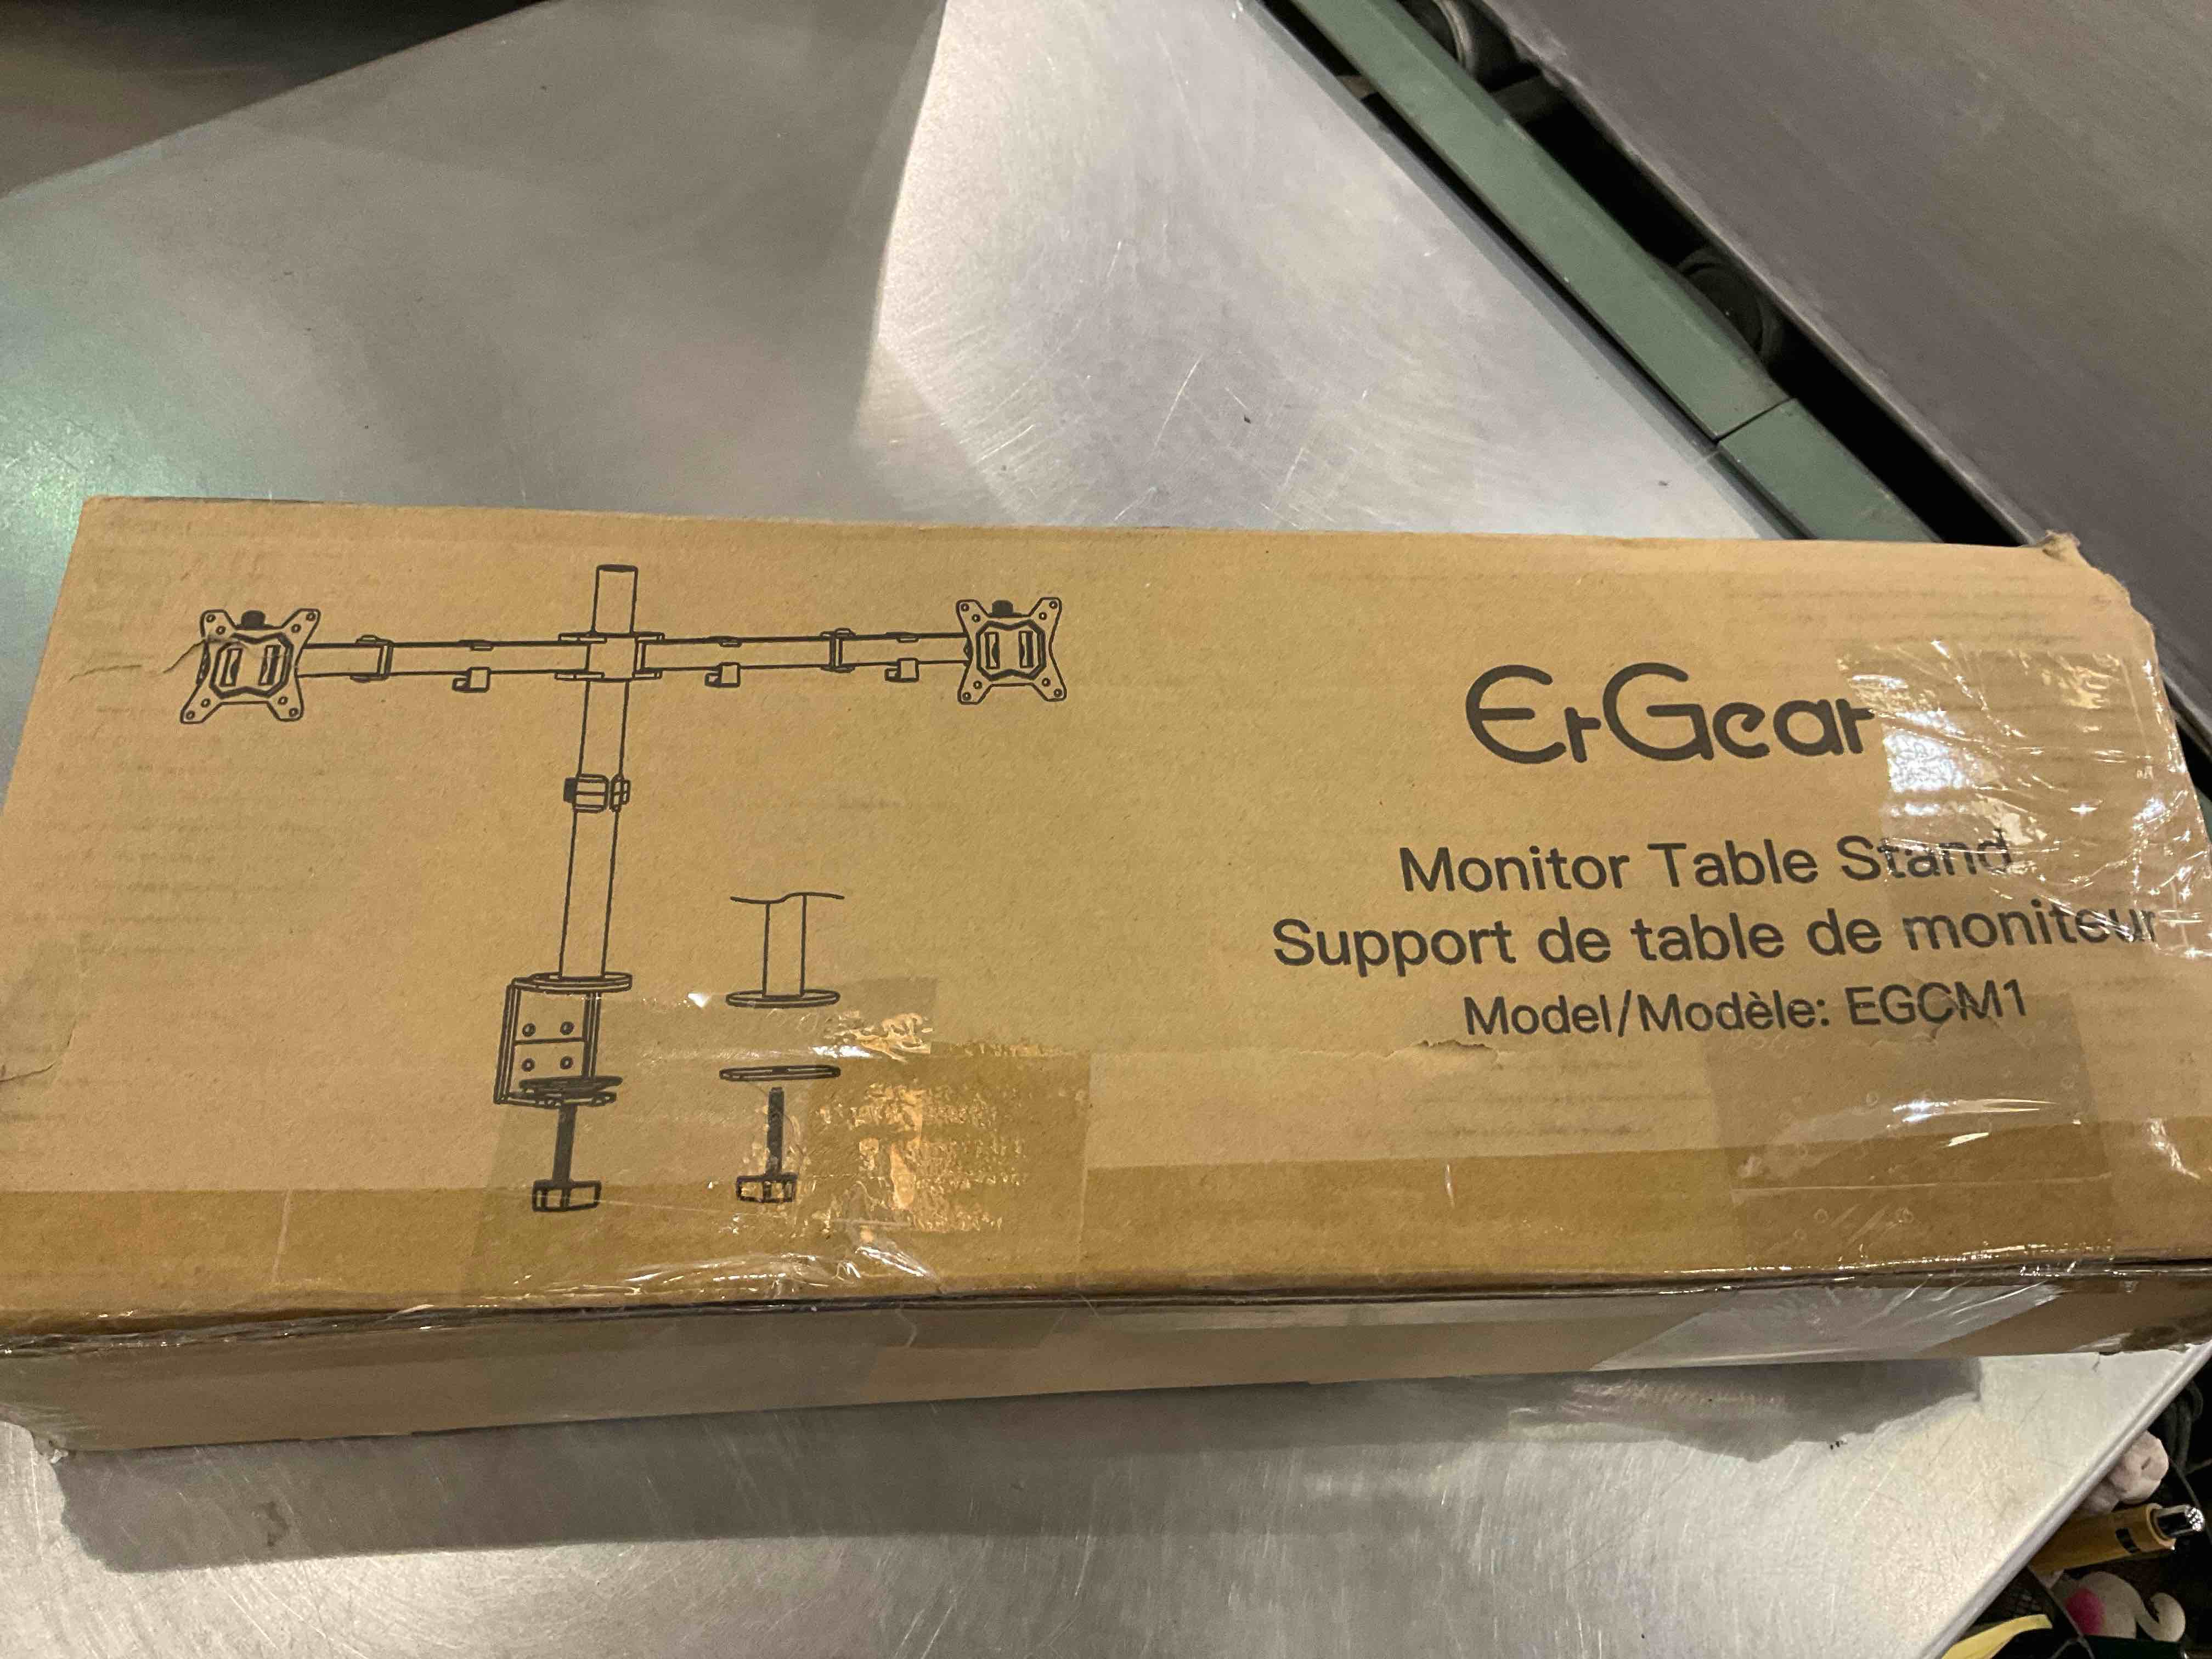 ErGear
Monitor Table Stand
Support de table de moniteur
Model/Modèle: EGCM1